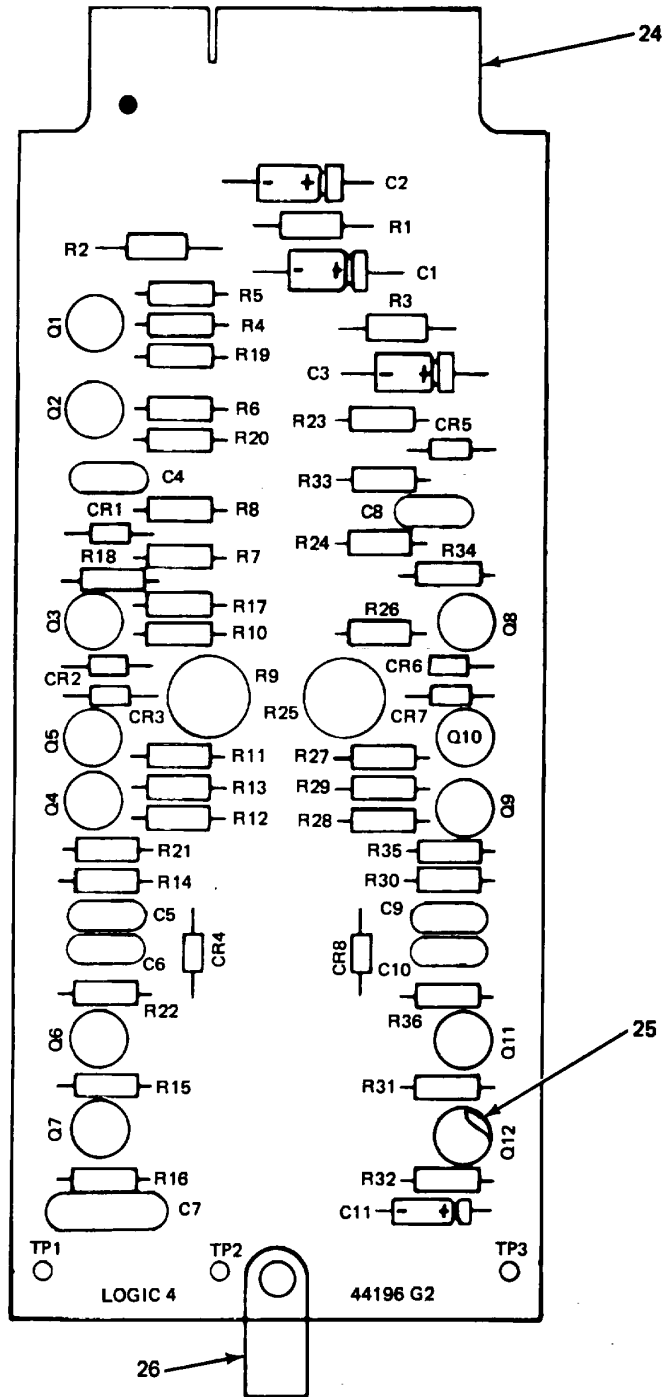 24
- + C2
R1
R2
- + C1
R5
R3
Q1
R4
R19
C3 - +
Q2
R6
R23
CR5
R20
C4
R33
CR1
R8
C8
R18
R7
R24
R34
Q3
R17
R26
Q8
R10
CR2
R9
CR6
CR3
R25
CR7
Q5
Q10
R11
R27
Q4
R13
R29
Q9
R12
R28
R21
R35
R14
R30
C5
C9
C6
CR4
CR8
C10
R22
R36
25
Q6
Q11
R15
R31
Q7
Q12
R16
R32
C7
C11 - +
TP1
TP2
TP3
LOGIC 4
44196 G2
26